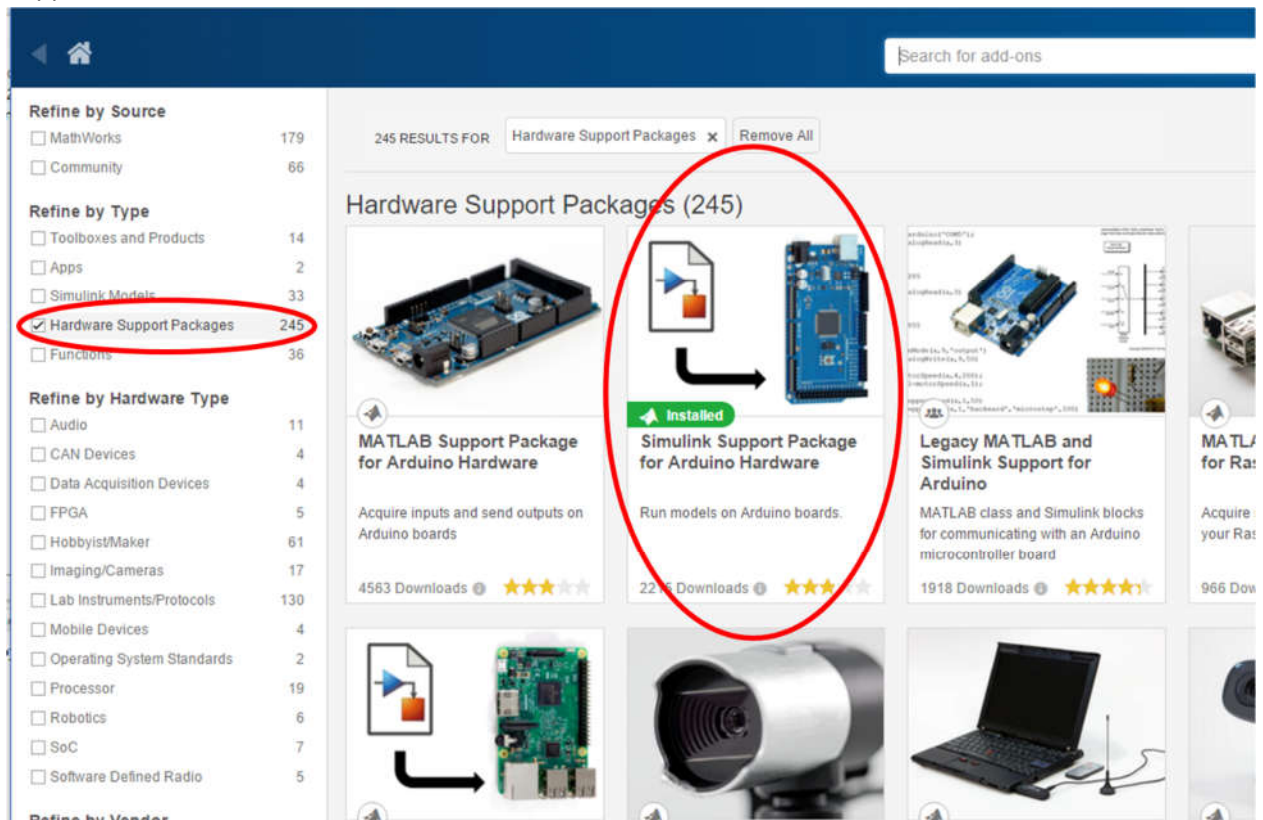 Search for add-ons
Refine by Source
MathWorks 179
Community 66
Refine by Type
Toolboxes and Products 14
Apps 2
Simulink Models 33
Hardware Support Packages 245
Functions 36
Refine by Hardware Type
Audio 11
CAN Devices 4
Data Acquisition Devices 4
FPGA 5
Hobbyist/Maker 61
Imaging/Cameras 17
Lab Instruments/Protocols 130
Mobile Devices 4
Operating System Standards 2
Processor 19
Robotics 6
SoC 7
Software Defined Radio 5
Refine by Vendor
245 RESULTS FOR Hardware Support Packages x Remove All
Hardware Support Packages (245)
MATLAB Support Package
for Arduino Hardware
Acquire inputs and send outputs on
Arduino boards
4563 Downloads
Installed
Simulink Support Package
for Arduino Hardware
Run models on Arduino boards.
Downloads
Legacy MATLAB and
Simulink Support for
Arduino
MATLAB class and Simulink blocks
for communicating with an Arduino
microcontroller board
1918 Downloads
MATLA
for Ras
Acquire
your Ras
966 Dow